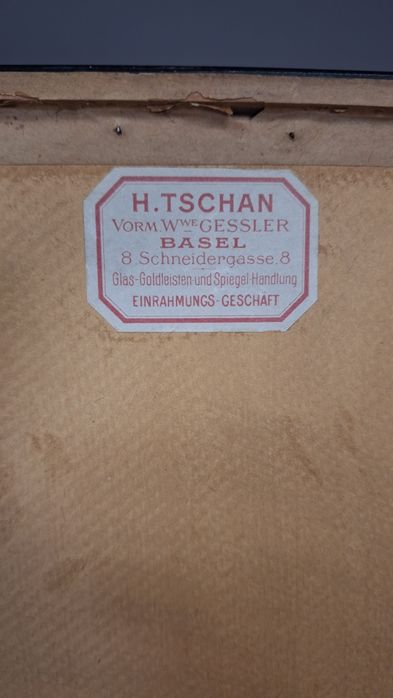 H. TSCHAN
VORM. WWE GESSLER
BASEL
8. Schneidergasse. 8
Glas-Goldleisten und Spiegel-Handlung
EINRAHMUNGS-GESCHÄFT